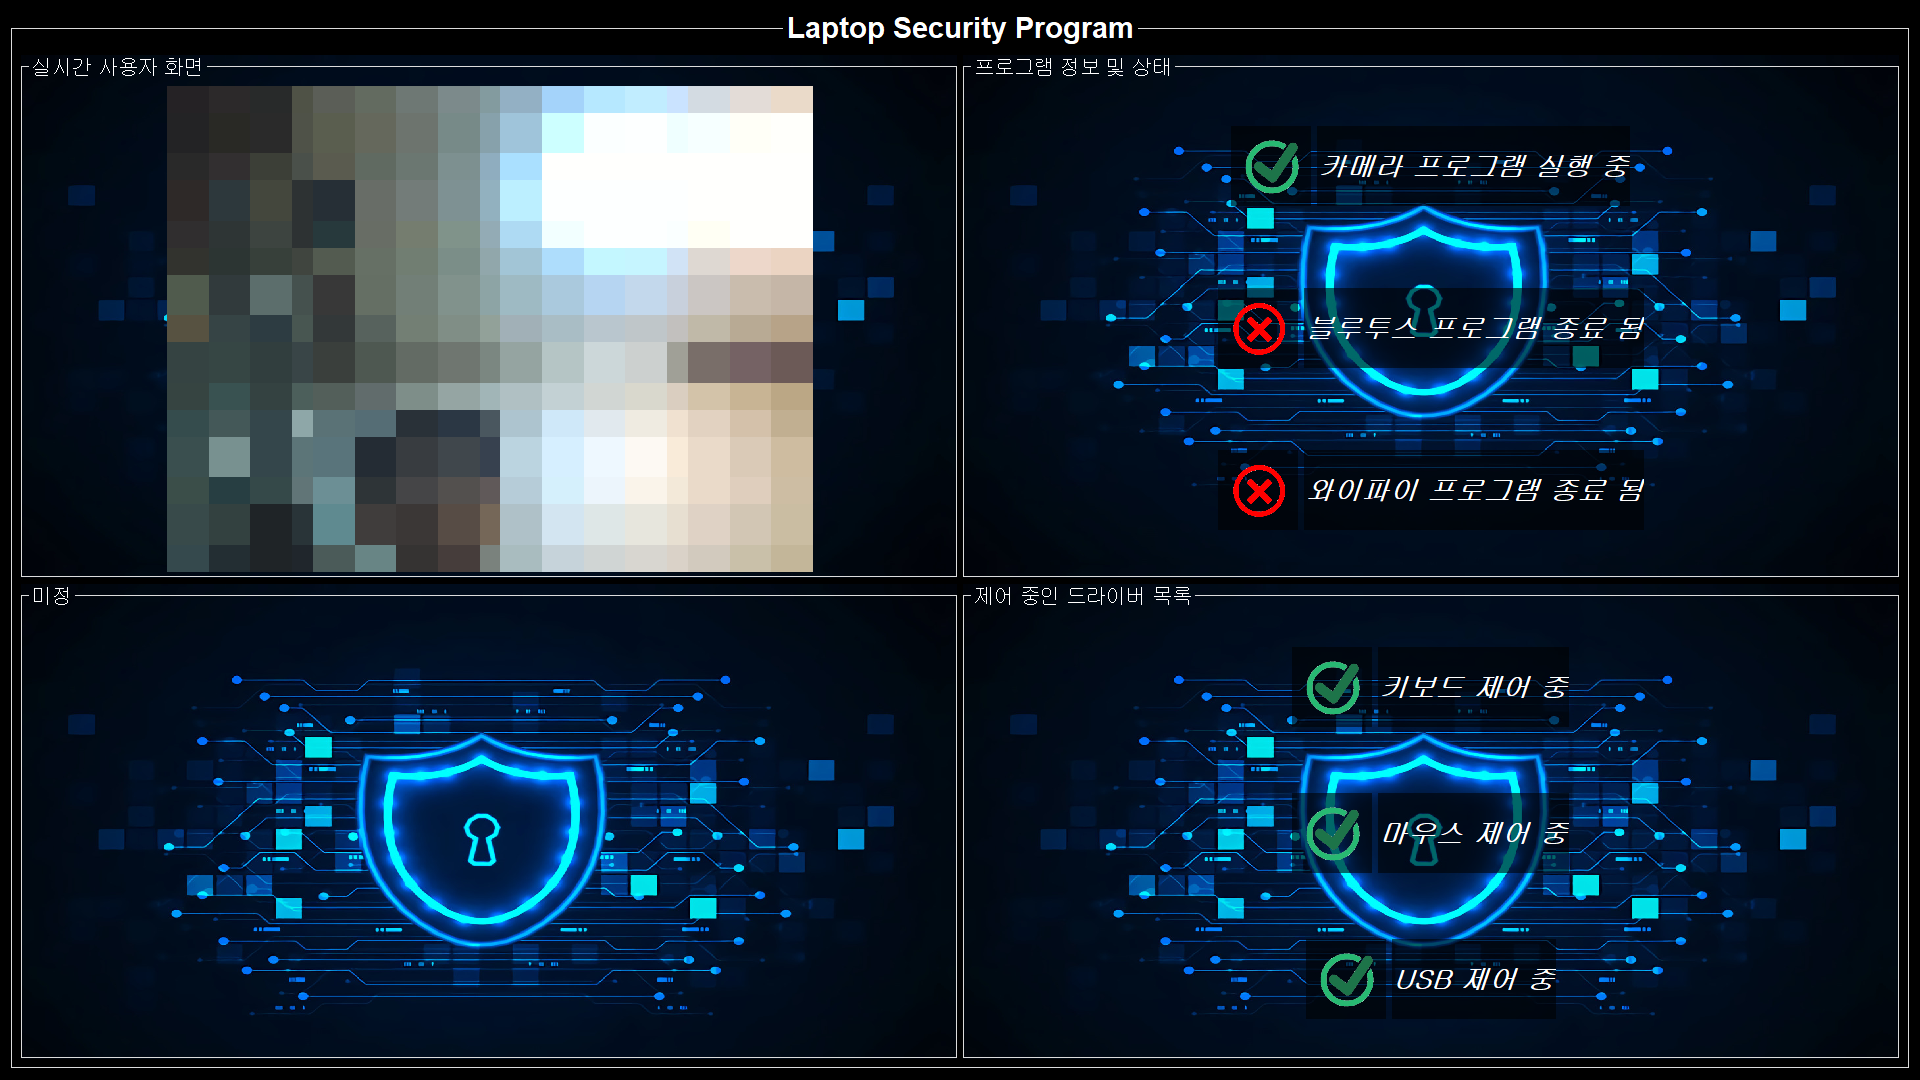 Laptop Security Program
실시간 사용자 화면
프로그램 정보 및 상태
카메라 프로그램 실행 중
블루투스 프로그램 종료 됨
와이파이 프로그램 종료 됨
미정
제어 중인 드라이버 목록
키보드 제어 중
마우스 제어 중
USB 제어 중